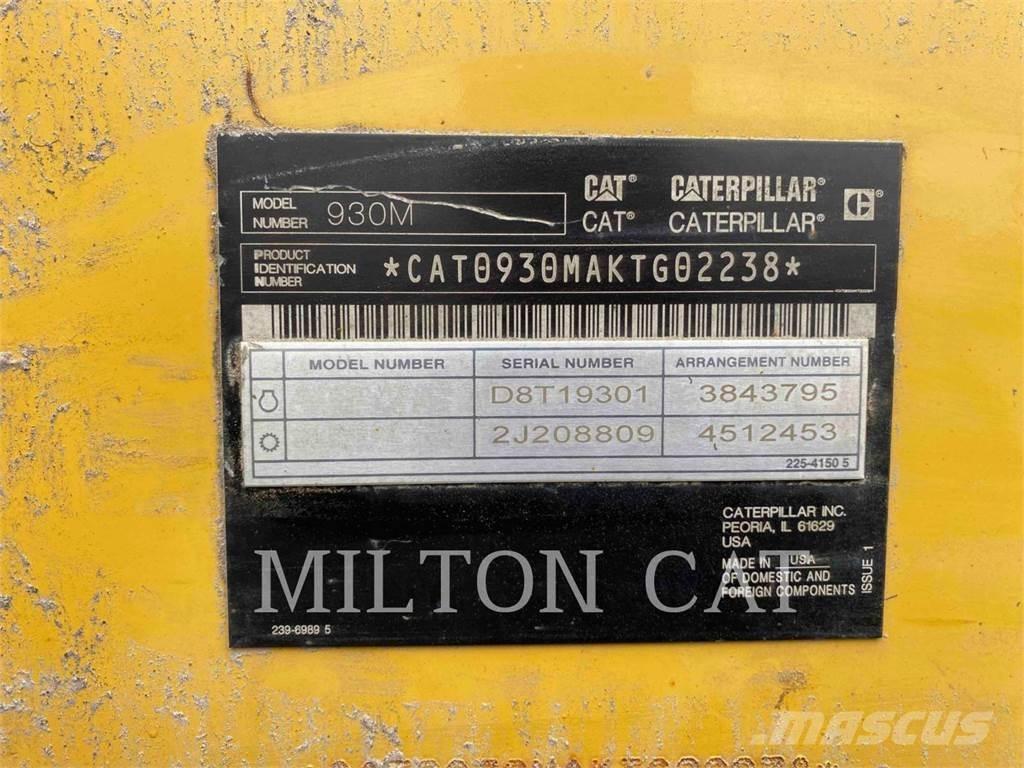 MODEL NUMBER 930M
CAT® CATERPILLAR® ®
CAT® CATERPILLAR®
PRODUCT IDENTIFICATION NUMBER *CAT0930MAKTG02238*
MODEL NUMBER SERIAL NUMBER ARRANGEMENT NUMBER
D8T19301 3843795
2J208809 4512453
225-4150 5
CATERPILLAR INC.
PEORIA, IL 61629
USA
MADE IN USA
OF DOMESTIC AND
FOREIGN COMPONENTS
ISSUE 1
MILTON CAT
239-6989 5
mascus